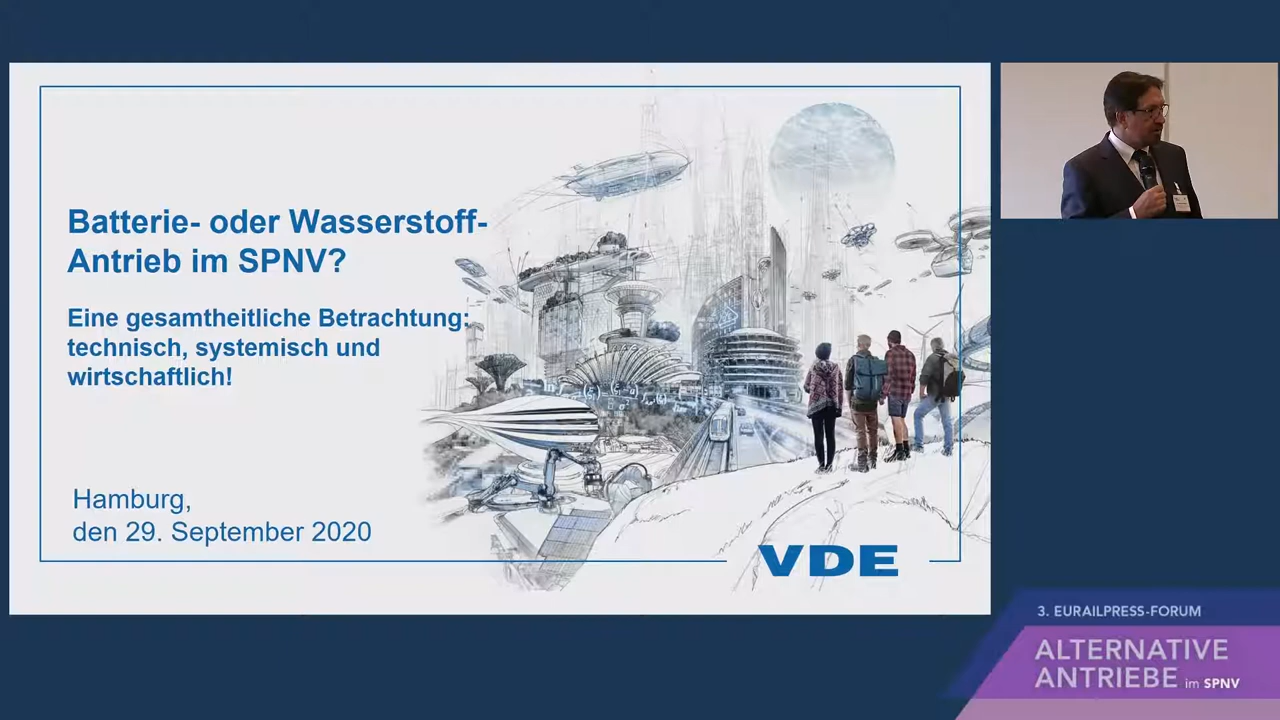 Batterie- oder Wasserstoff-
Antrieb im SPNV?
Eine gesamtheitliche Betrachtung:
technisch, systemisch und
wirtschaftlich!
Hamburg,
den 29. September 2020
VDE
3. EURAILPRESS-FORUM
ALTERNATIVE
ANTRIEBE im SPNV